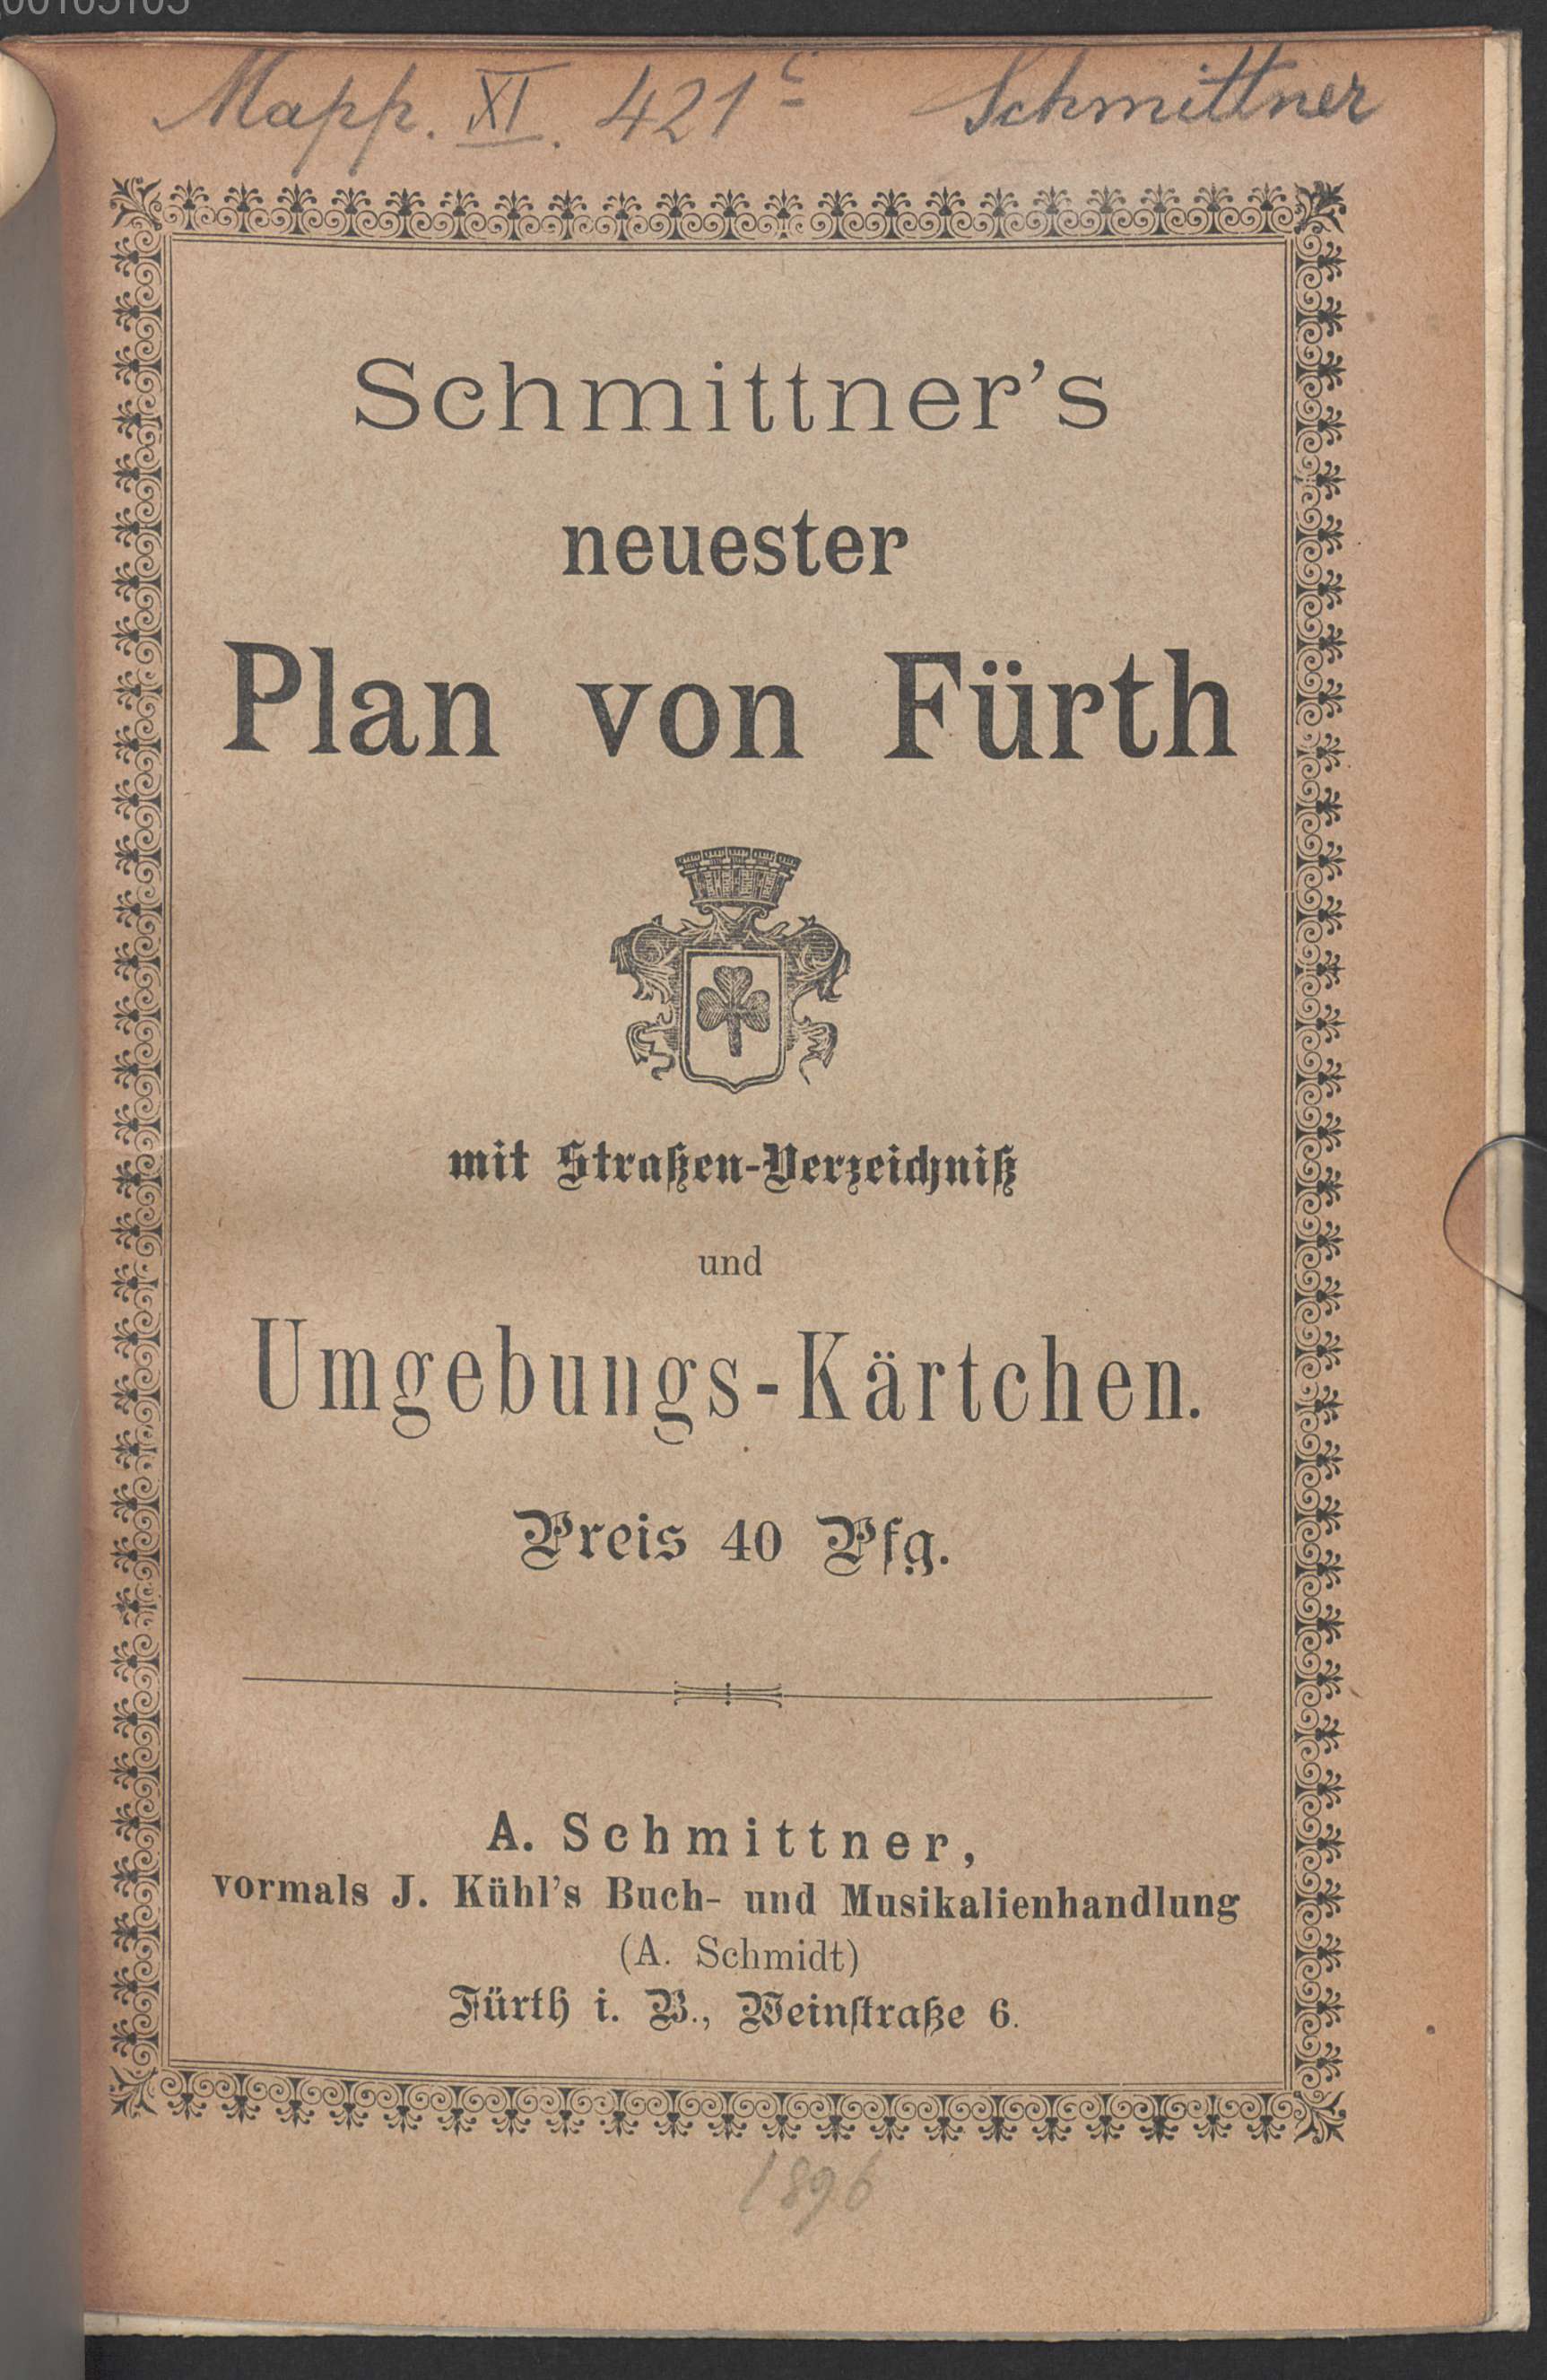 Mapp. XI. 421c Schmittner
Schmittner's
neuester
Plan von Fürth
mit Straßen-Verzeichniß
und
Umgebungs-Kärtchen.
Preis 40 Pfg.
A. Schmittner,
vormals J. Kühl's Buch- und Musikalienhandlung
(A. Schmidt)
Fürth i. B., Weinstraße 6.
1896